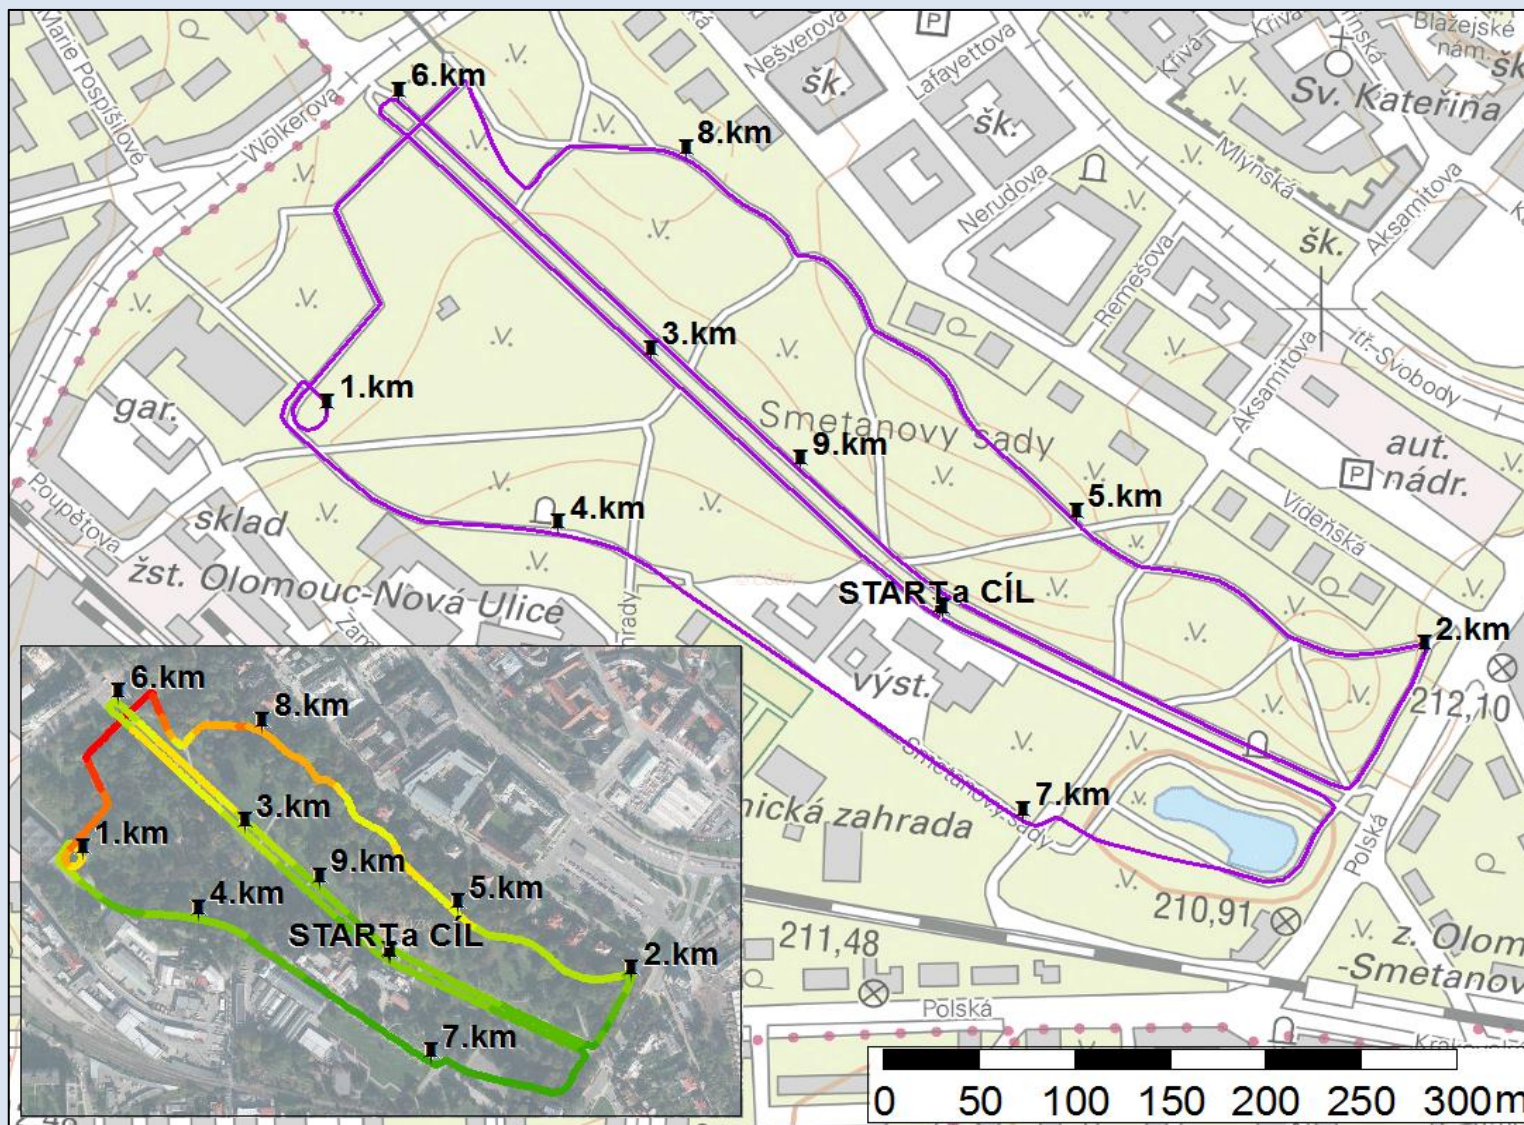 Marie Pospíšilové
Wolkerova
6.km
Nešverova
P
Lafayettova
šk.
šk.
Křivá
Křivá
Blažejské
nám.
šk
Sv. Kateřina
Mlýnská
Aksamitova
Aksamitova
Nerudova
šk.
Remešova
8.km
3.km
1.km
gar.
Smetanovy sady
9.km
Aksamitova
tř. Svobody
aut.
nádr.
P
Vídeňská
5.km
4.km
Poupětova
sklad
žst. Olomouc-Nová Ulice
START a CÍL
2.km
212,10
výst.
Smetanovy sady
7.km
nická zahrada
Polská
210,91
211,48
z. Olom
-Smetanov
Polská
6.km
8.km
3.km
1.km
9.km
4.km
5.km
START a CÍL
2.km
7.km
0 50 100 150 200 250 300m